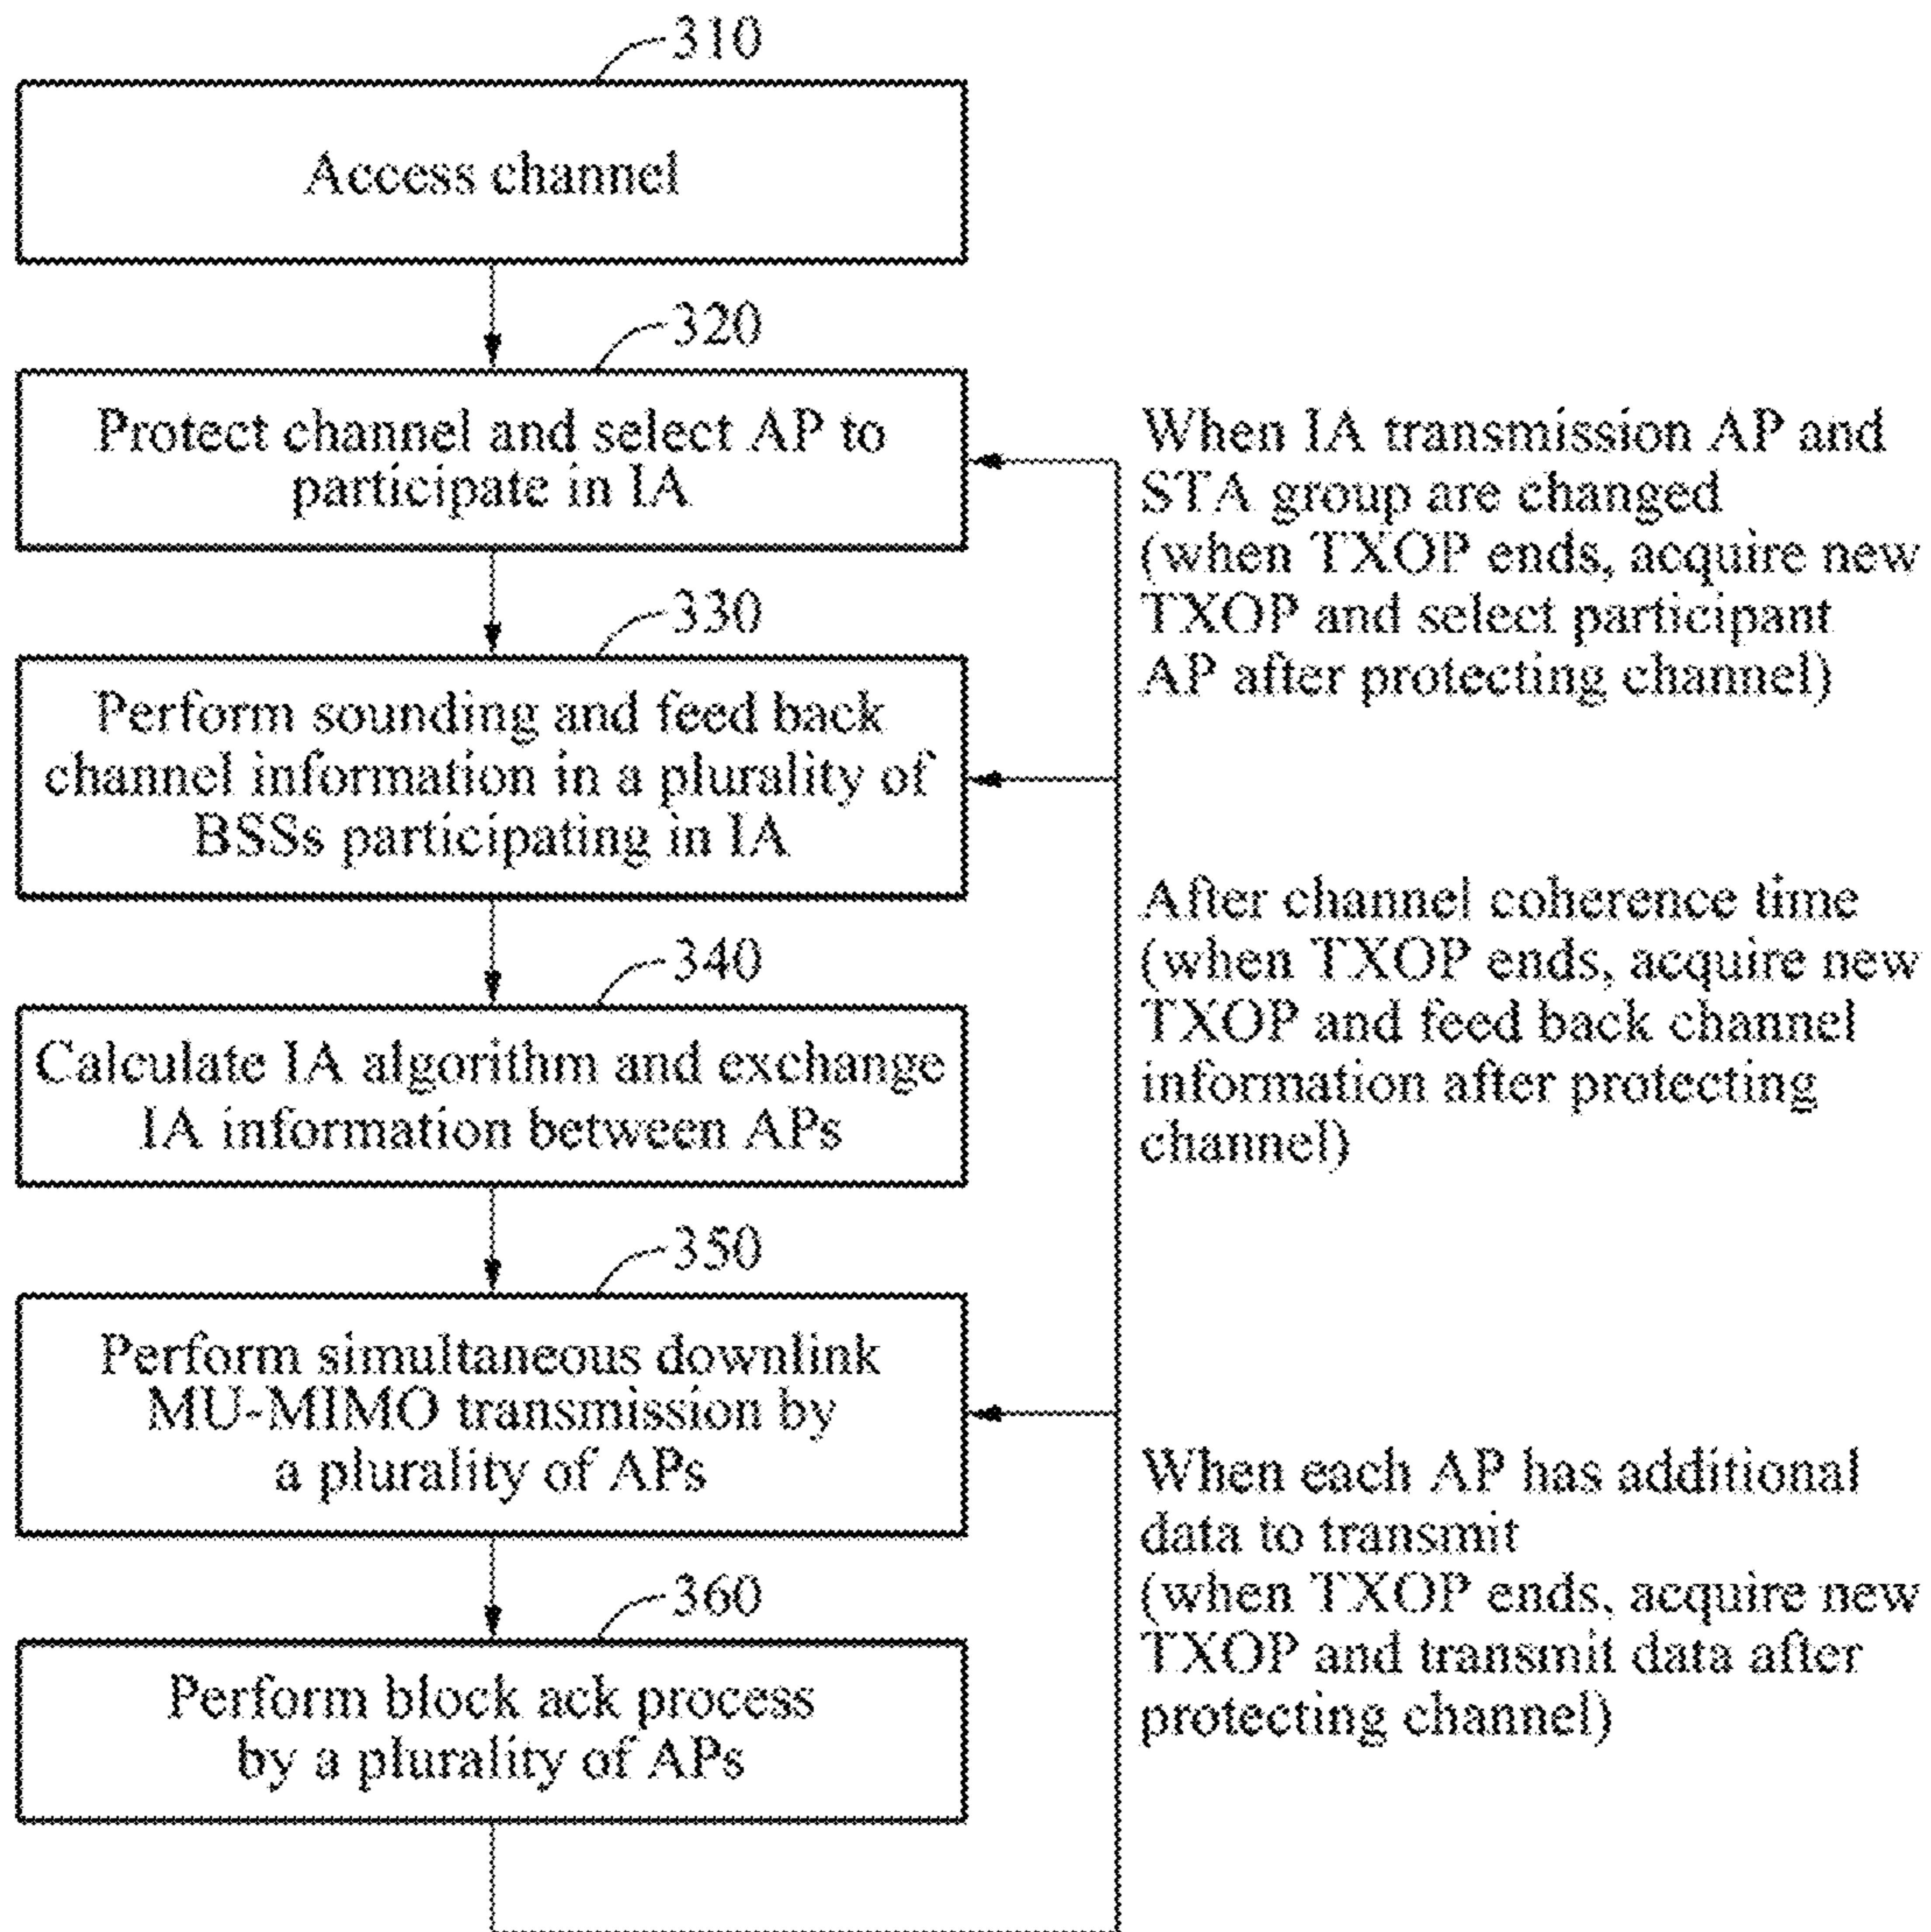 310
Access channel
320
Protect channel and select AP to
participate in IA
When IA transmission AP and
STA group are changed
(when TXOP ends, acquire new
TXOP and select participant
AP after protecting channel)
330
Perform sounding and feed back
channel information in a plurality of
BSSs participating in IA
After channel coherence time
(when TXOP ends, acquire new
TXOP and feed back channel
information after protecting
channel)
340
Calculate IA algorithm and exchange
IA information between APs
350
Perform simultaneous downlink
MU-MIMO transmission by
a plurality of APs
When each AP has additional
data to transmit
(when TXOP ends, acquire new
TXOP and transmit data after
protecting channel)
360
Perform block ack process
by a plurality of APs